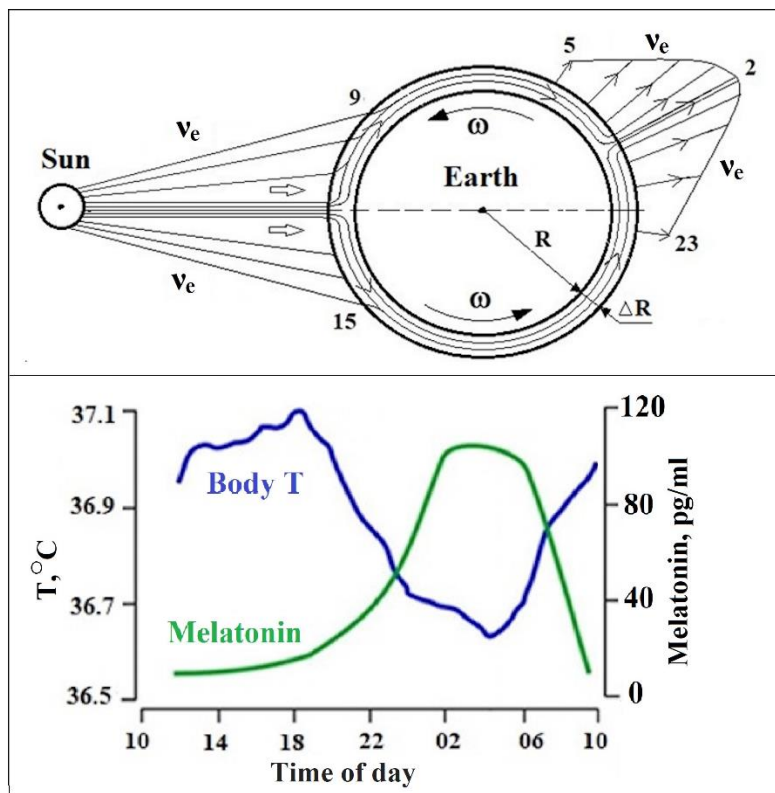 5 νe 2
9
νe
ω
Sun
Earth
νe
R
23
νe
ω
ΔR
15
37.1
120
Body T
36.9
80
T,°C
Melatonin, pg/ml
36.7
40
Melatonin
36.5
0
10 14 18 22 02 06 10
Time of day